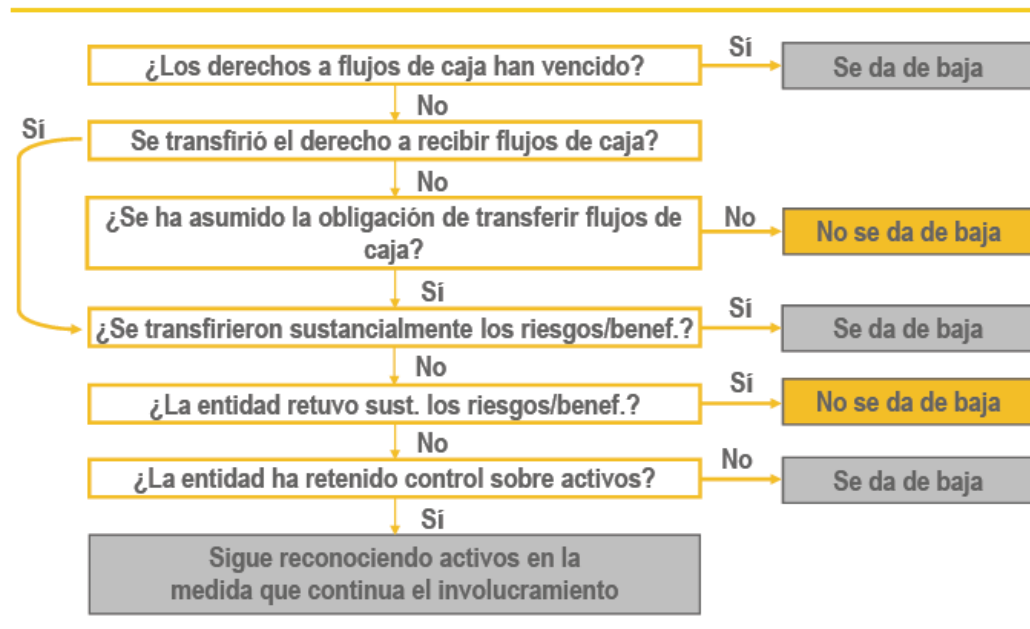 ¿Los derechos a flujos de caja han vencido?
Sí
Se da de baja
No
Sí
Se transfirió el derecho a recibir flujos de caja?
No
¿Se ha asumido la obligación de transferir flujos de
caja?
No
No se da de baja
Sí
¿Se transfirieron sustancialmente los riesgos/benef.?
Sí
Se da de baja
No
¿La entidad retuvo sust. los riesgos/benef.?
Sí
No se da de baja
No
¿La entidad ha retenido control sobre activos?
No
Se da de baja
Sí
Sigue reconociendo activos en la
medida que continua el involucramiento